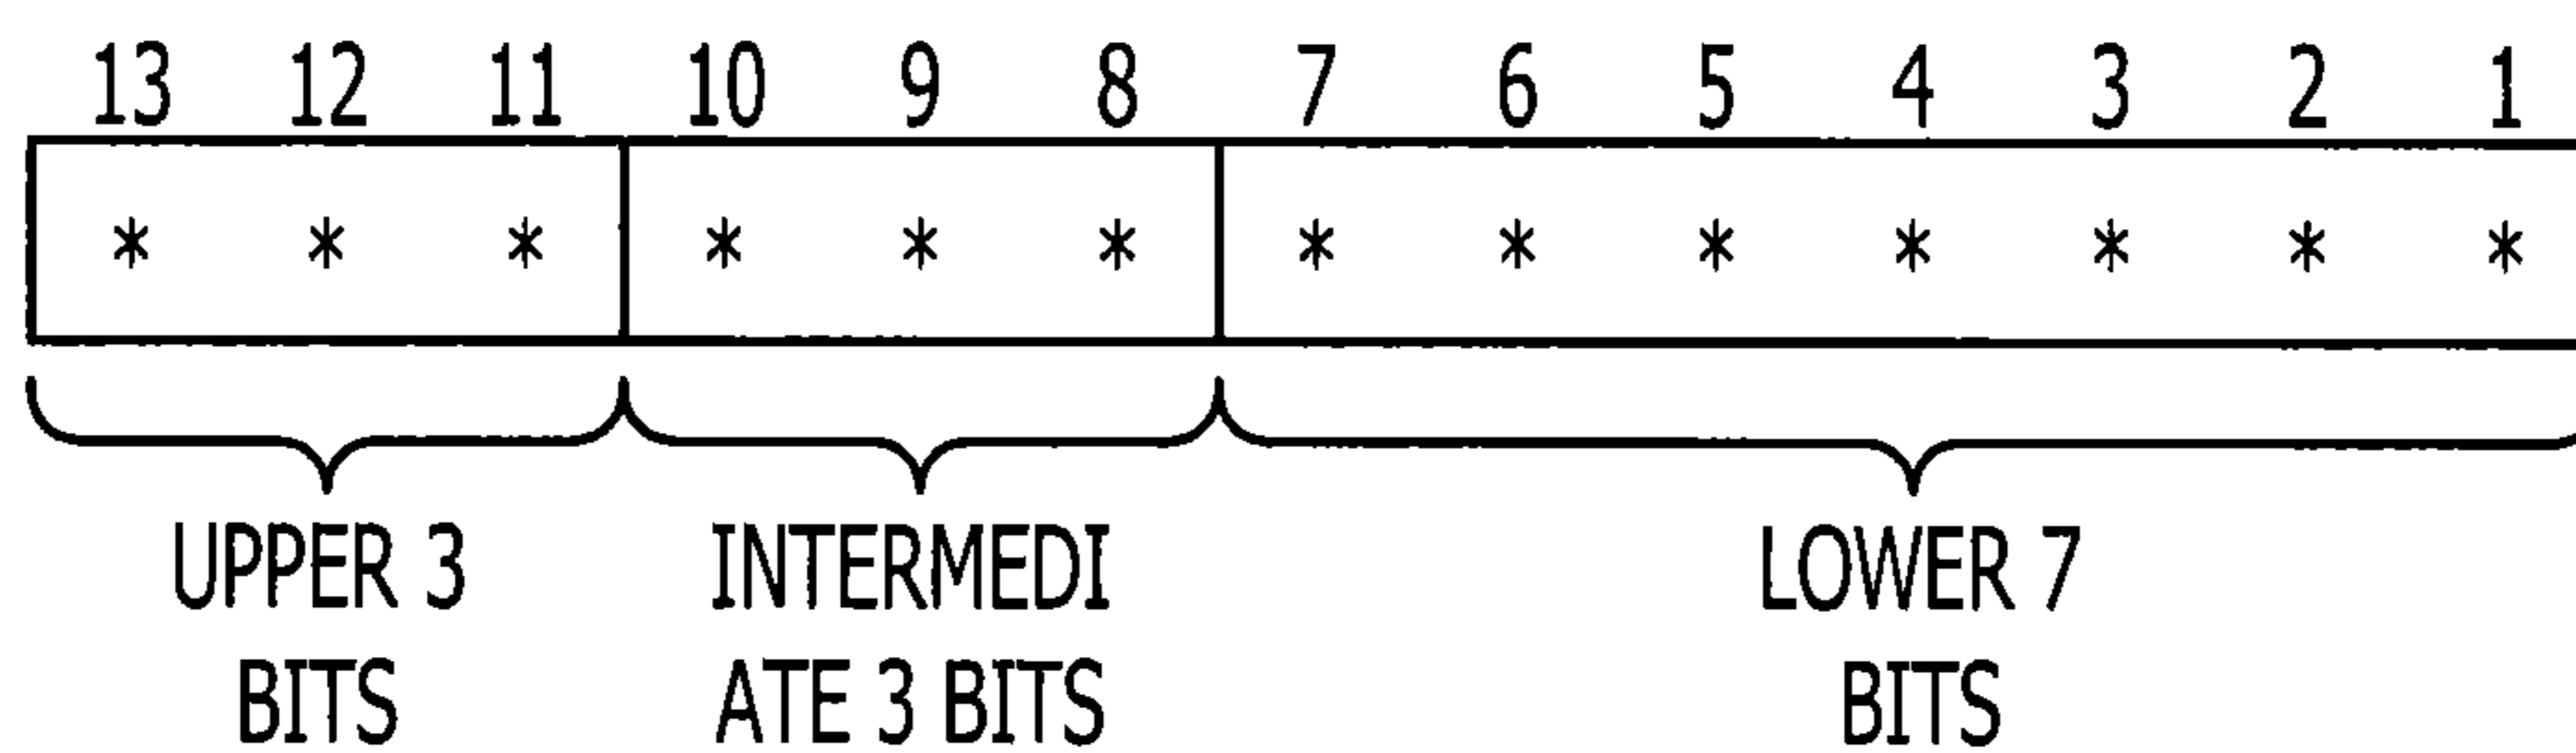 13 12 11 10 9 8 7 6 5 4 3 2 1
* * * * * * * * * * * * *
UPPER 3 INTERMEDI LOWER 7
BITS ATE 3 BITS BITS